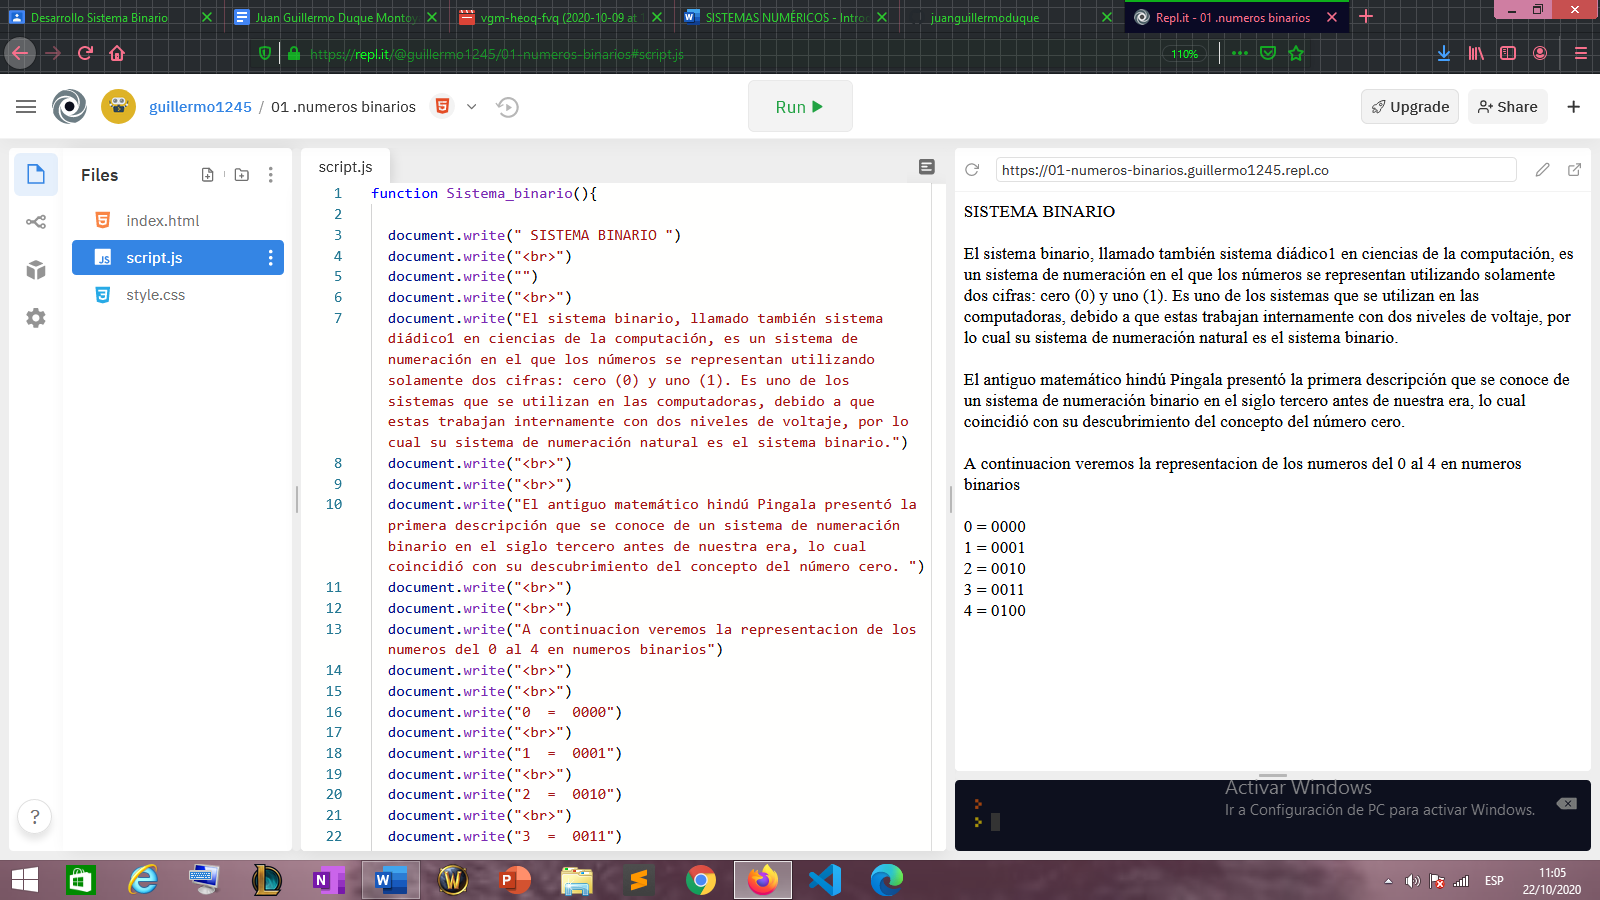 Desarrollo Sistema Binario
Juan Guillermo Duque Montoy
vgm-heoq-fvq (2020-10-09 at
SISTEMAS NUMÉRICOS - Intro
juanguillermoduque
Repl.it - 01 .numeros binarios
https://repl.it/@guillermo1245/01-numeros-binarios#script.js
110%
guillermo1245 / 01 .numeros binarios
Run
Upgrade
Share
Files
index.html
script.js
style.css
script.js
1 function Sistema_binario(){
2
3 document.write(" SISTEMA BINARIO ")
4 document.write("<br>")
5 document.write("")
6 document.write("<br>")
7 document.write("El sistema binario, llamado también sistema
diádico1 en ciencias de la computación, es un sistema de
numeración en el que los números se representan utilizando
solamente dos cifras: cero (0) y uno (1). Es uno de los
sistemas que se utilizan en las computadoras, debido a que
estas trabajan internamente con dos niveles de voltaje, por lo
cual su sistema de numeración natural es el sistema binario.")
8 document.write("<br>")
9 document.write("<br>")
10 document.write("El antiguo matemático hindú Pingala presentó la
primera descripción que se conoce de un sistema de numeración
binario en el siglo tercero antes de nuestra era, lo cual
coincidió con su descubrimiento del concepto del número cero. ")
11 document.write("<br>")
12 document.write("<br>")
13 document.write("A continuacion veremos la representacion de los
numeros del 0 al 4 en numeros binarios")
14 document.write("<br>")
15 document.write("<br>")
16 document.write("0  =  0000")
17 document.write("<br>")
18 document.write("1  =  0001")
19 document.write("<br>")
20 document.write("2  =  0010")
21 document.write("<br>")
22 document.write("3  =  0011")
https://01-numeros-binarios.guillermo1245.repl.co
SISTEMA BINARIO
El sistema binario, llamado también sistema diádico1 en ciencias de la computación, es
un sistema de numeración en el que los números se representan utilizando solamente
dos cifras: cero (0) y uno (1). Es uno de los sistemas que se utilizan en las
computadoras, debido a que estas trabajan internamente con dos niveles de voltaje, por
lo cual su sistema de numeración natural es el sistema binario.
El antiguo matemático hindú Pingala presentó la primera descripción que se conoce de
un sistema de numeración binario en el siglo tercero antes de nuestra era, lo cual
coincidió con su descubrimiento del concepto del número cero.
A continuacion veremos la representacion de los numeros del 0 al 4 en numeros
binarios
0 = 0000
1 = 0001
2 = 0010
3 = 0011
4 = 0100
Activar Windows
Ir a Configuración de PC para activar Windows.
?
ESP
11:05
22/10/2020